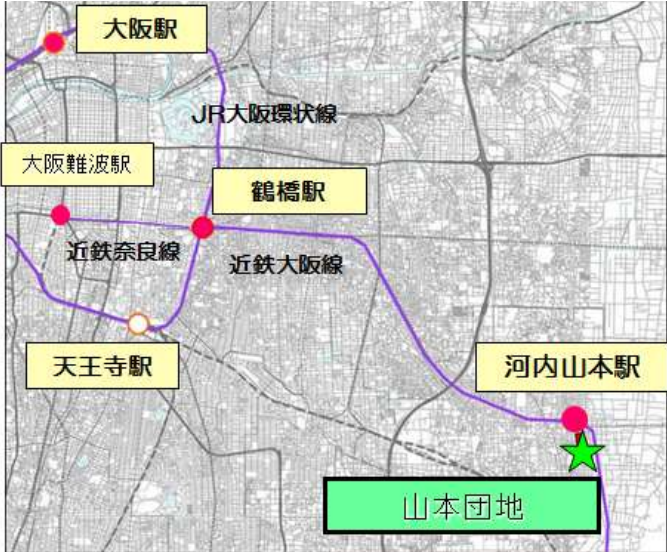 大阪駅
JR大阪環状線
大阪難波駅
鶴橋駅
近鉄奈良線
近鉄大阪線
天王寺駅
河内山本駅
山本団地